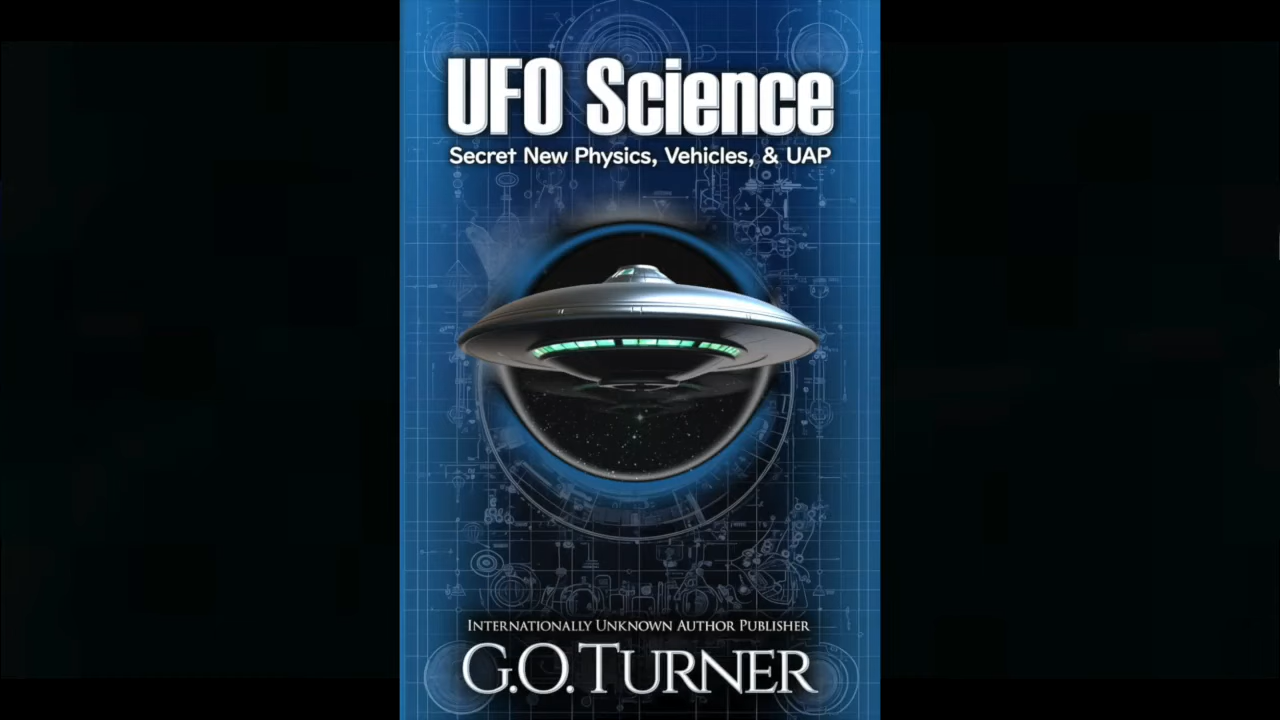 UFO Science
Secret New Physics, Vehicles, & UAP
Internationally Unknown Author Publisher
G.O. Turner